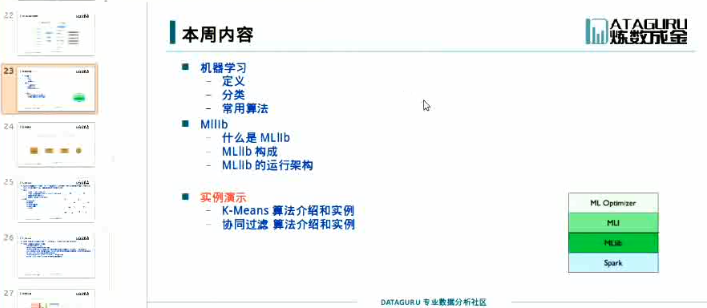 22
23
24
25
26
27
本周内容
DATAGURU
炼数成金
机器学习
- 定义
- 分类
- 常用算法
Mllib
- 什么是 MLlib
- MLlib 构成
- MLlib 的运行架构
实例演示
- K-Means 算法介绍和实例
- 协同过滤 算法介绍和实例
ML Optimizer
MLI
MLlib
Spark
DATAGURU 专业数据分析社区